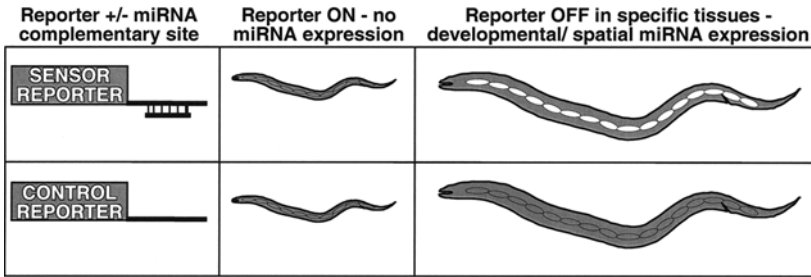 Reporter +/- miRNA
complementary site
Reporter ON - no
miRNA expression
Reporter OFF in specific tissues -
developmental/ spatial miRNA expression
SENSOR
REPORTER
CONTROL
REPORTER